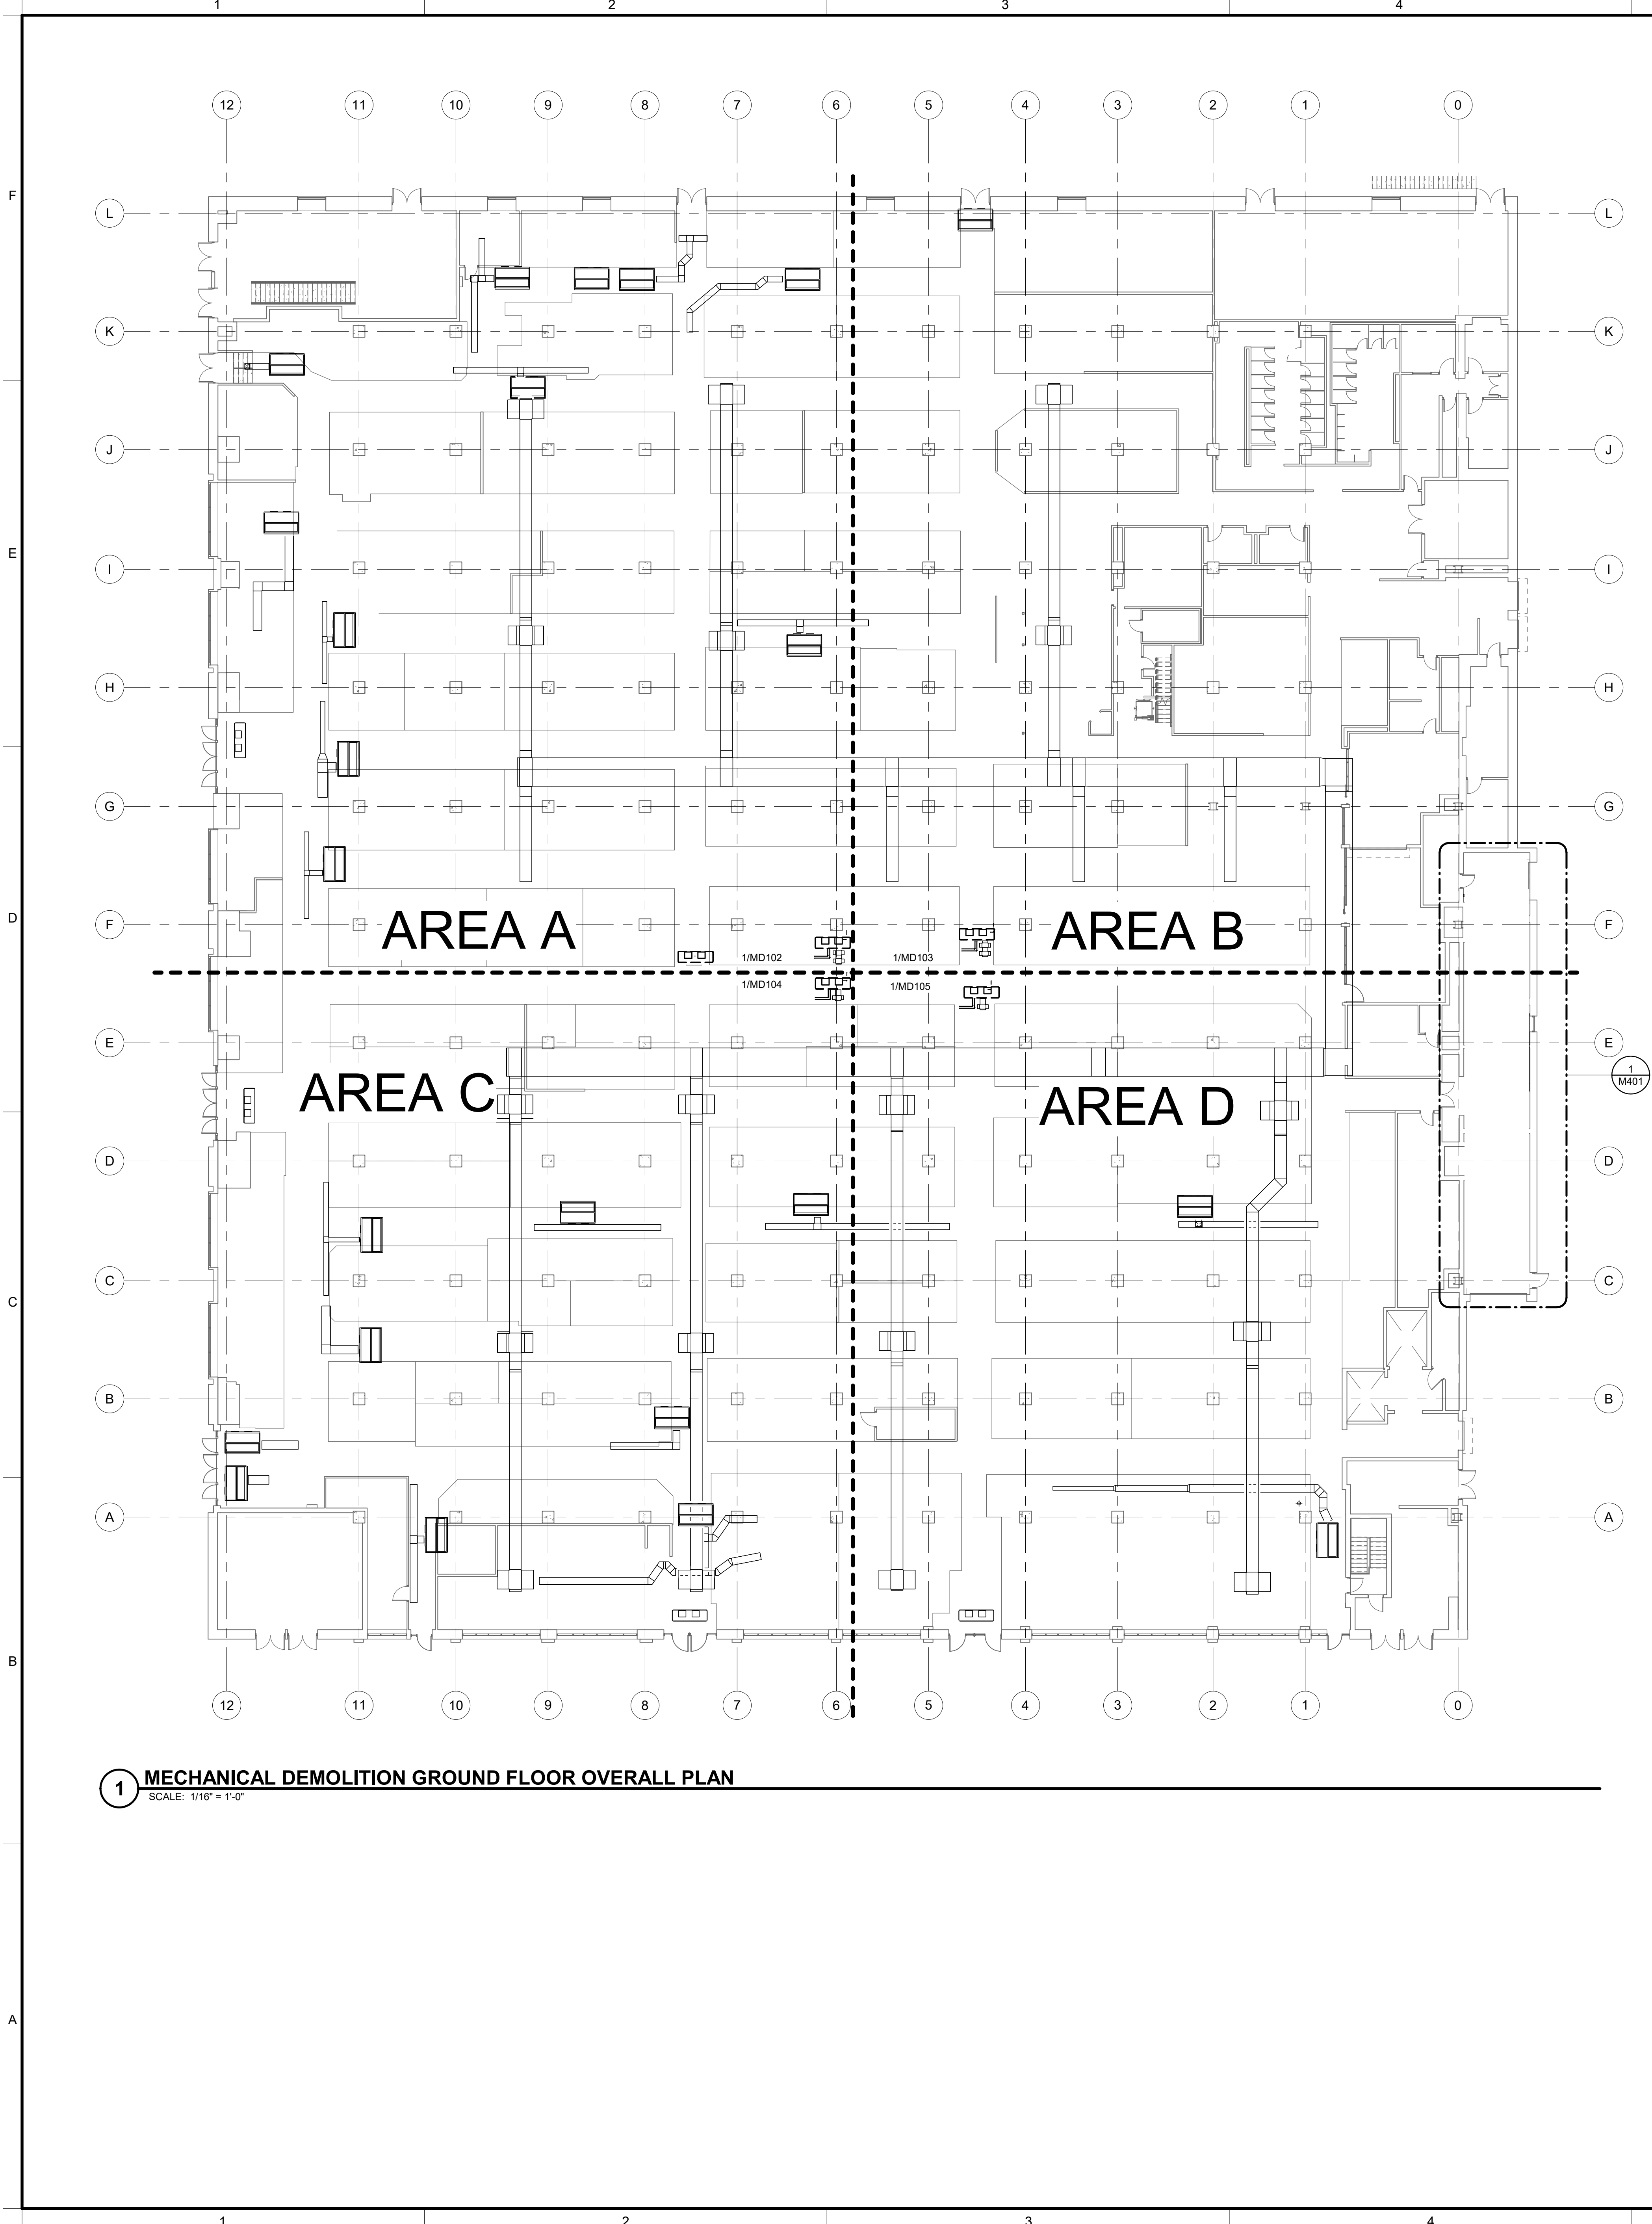 1 2 3 4
12 11 10 9 8 7 6 5 4 3 2 1 0
F
L L
K K
J J
E
I I
H H
G G
D
F AREA A AREA B F
1/MD102 1/MD103
1/MD104 1/MD105
E E
1
M401
AREA C AREA D
D D
C C
C
B B
A A
B
12 11 10 9 8 7 6 5 4 3 2 1 0
1 MECHANICAL DEMOLITION GROUND FLOOR OVERALL PLAN
SCALE: 1/16" = 1'-0"
A
1 2 3 4